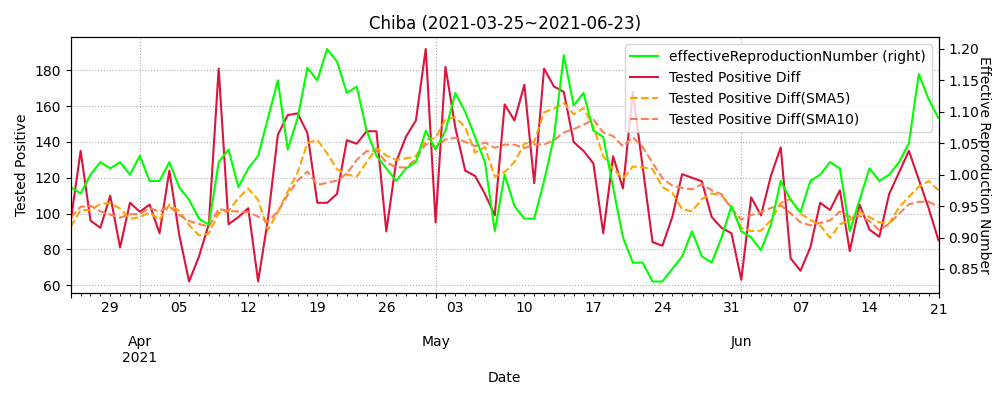 Chiba (2021-03-25~2021-06-23)
effectiveReproductionNumber (right)
Tested Positive Diff
Tested Positive Diff(SMA5)
Tested Positive Diff(SMA10)
Tested Positive
180
160
140
120
100
80
60
1.20
1.15
1.10
1.05
1.00
0.95
0.90
0.85
Effective Reproduction Number
29 05 12 19 26 03 10 17 24 31 07 14 21
Apr May Jun
2021
Date